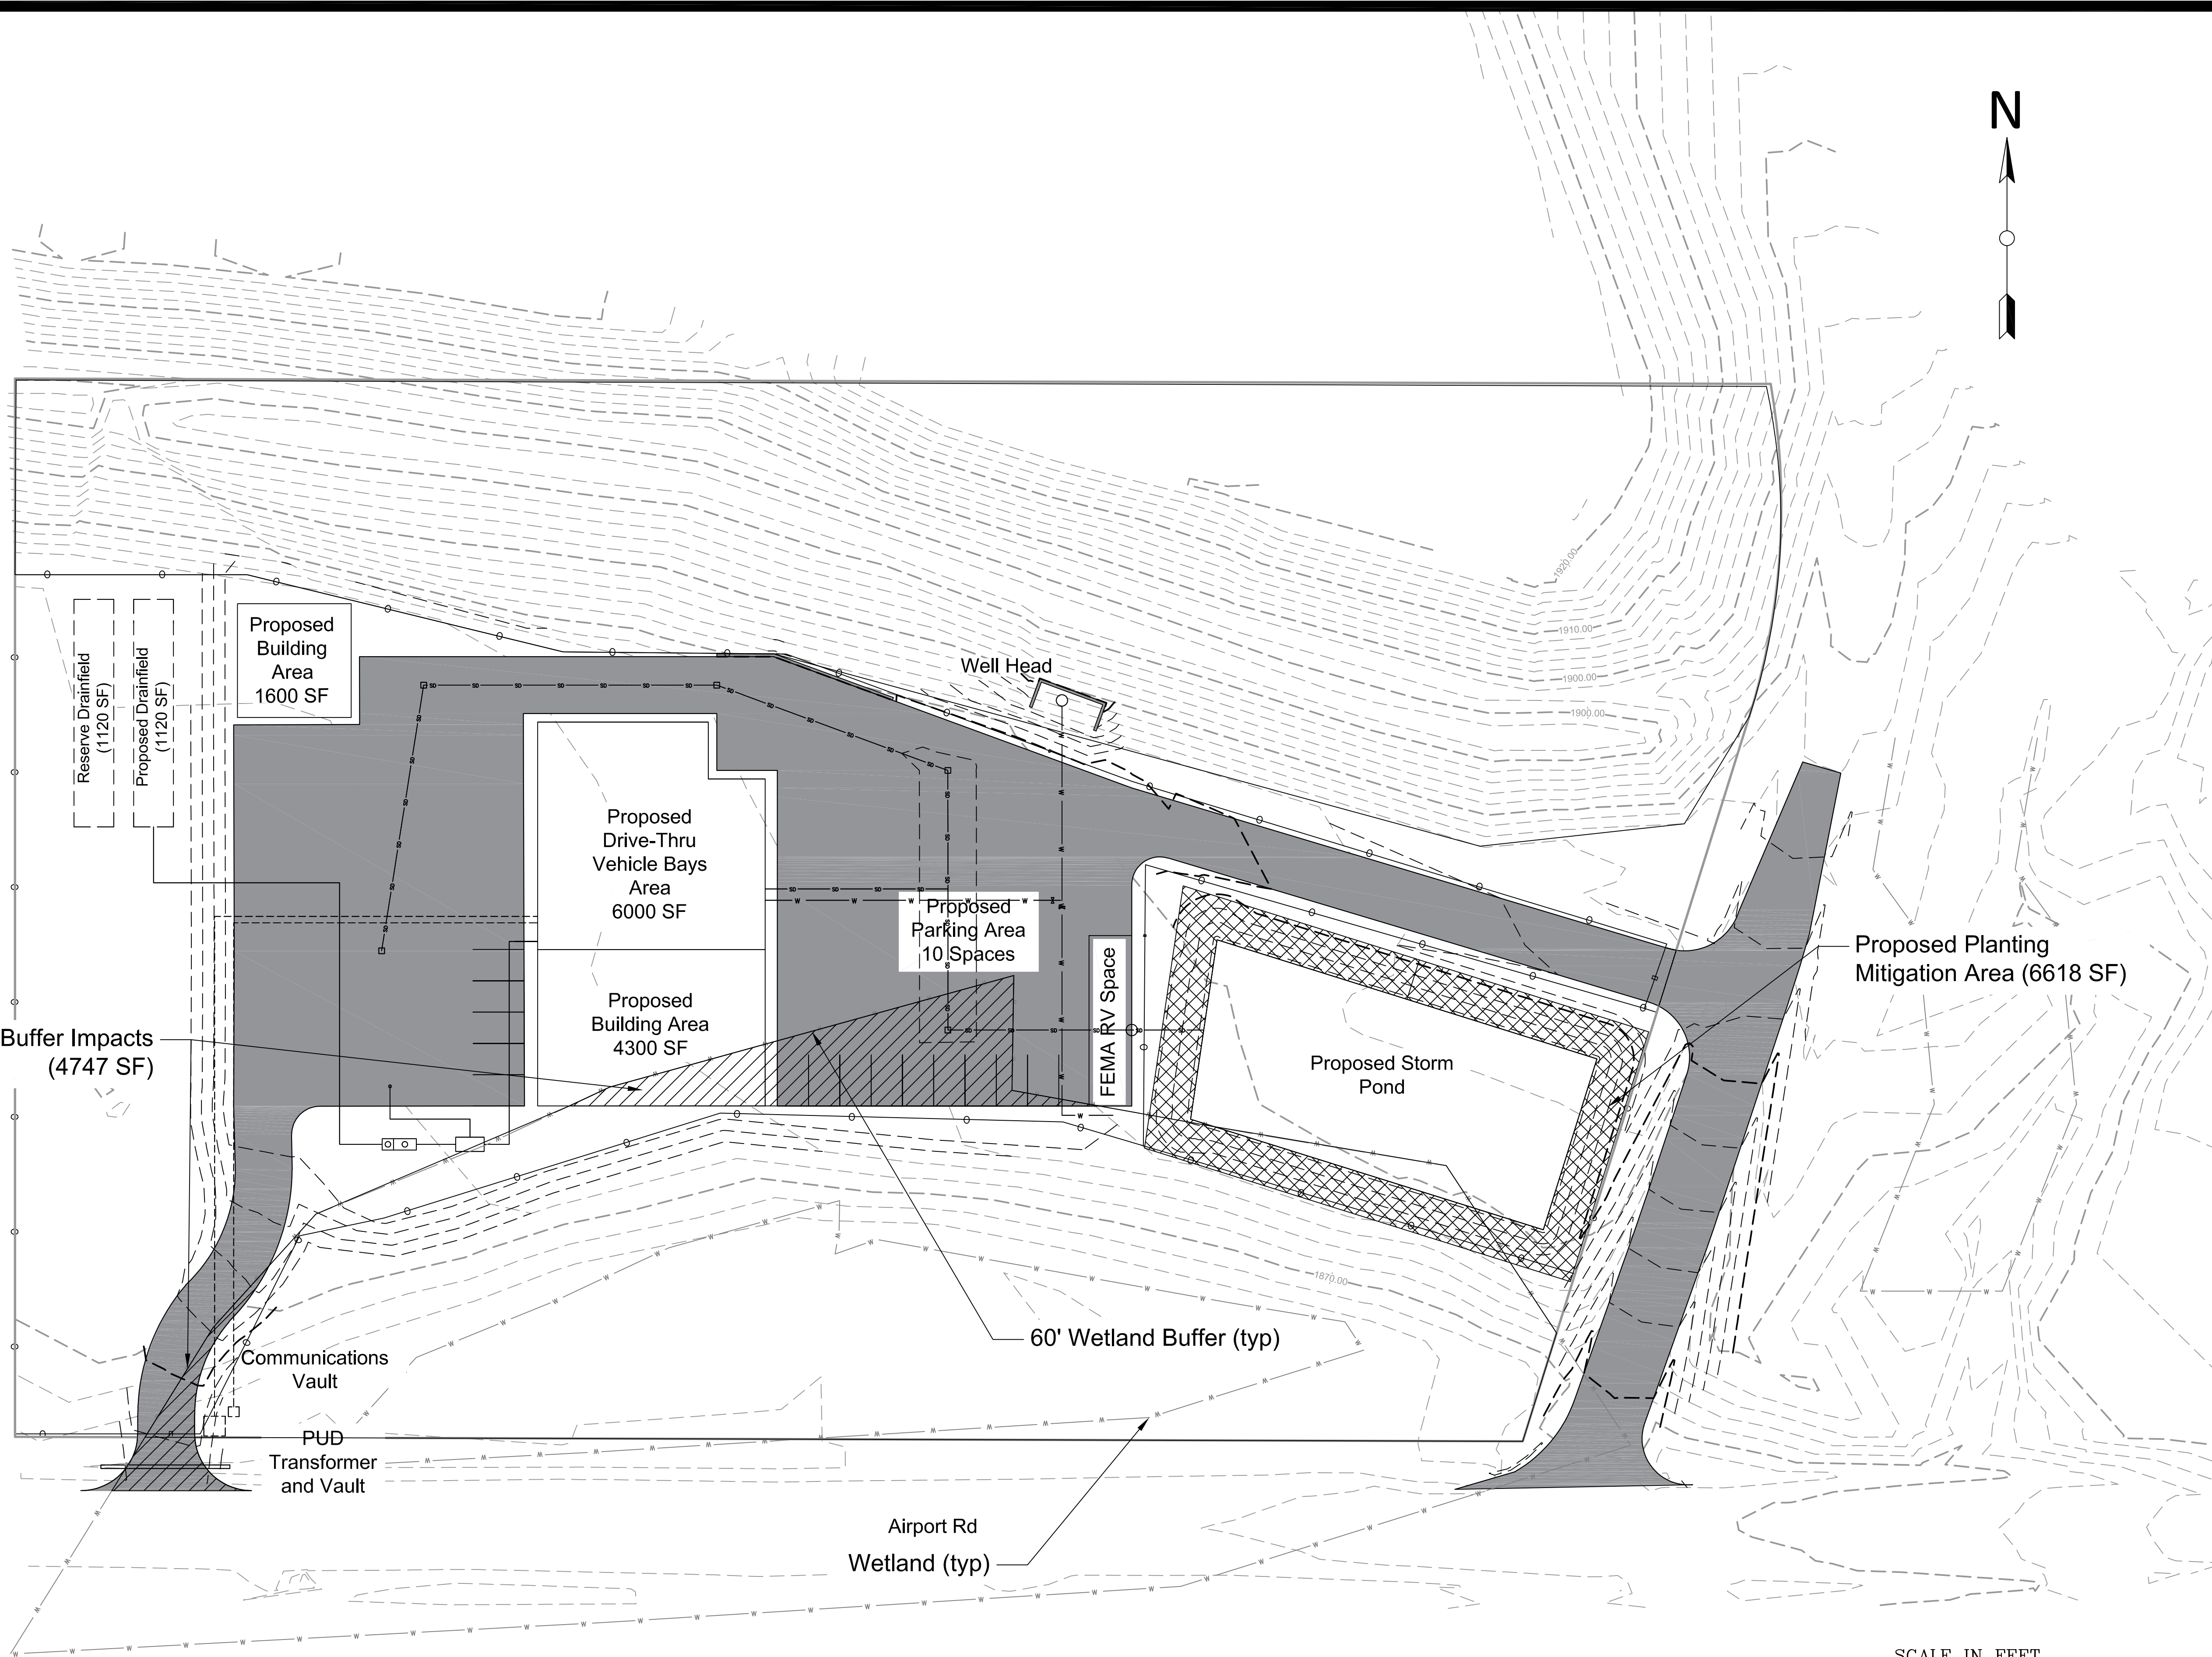 N
1920.00
1910.00
1900.00
1900.00
Well Head
Proposed
Building
Area
1600 SF
Reserve Drainfield
(1120 SF)
Proposed Drainfield
(1120 SF)
Proposed
Drive-Thru
Vehicle Bays
Area
6000 SF
Proposed
Parking Area
10 Spaces
Proposed
Building Area
4300 SF
FEMA RV Space
Proposed Planting
Mitigation Area (6618 SF)
Buffer Impacts
(4747 SF)
Proposed Storm
Pond
1870.00
60' Wetland Buffer (typ)
Communications
Vault
PUD
Transformer
and Vault
Airport Rd
Wetland (typ)
SCALE IN FEET